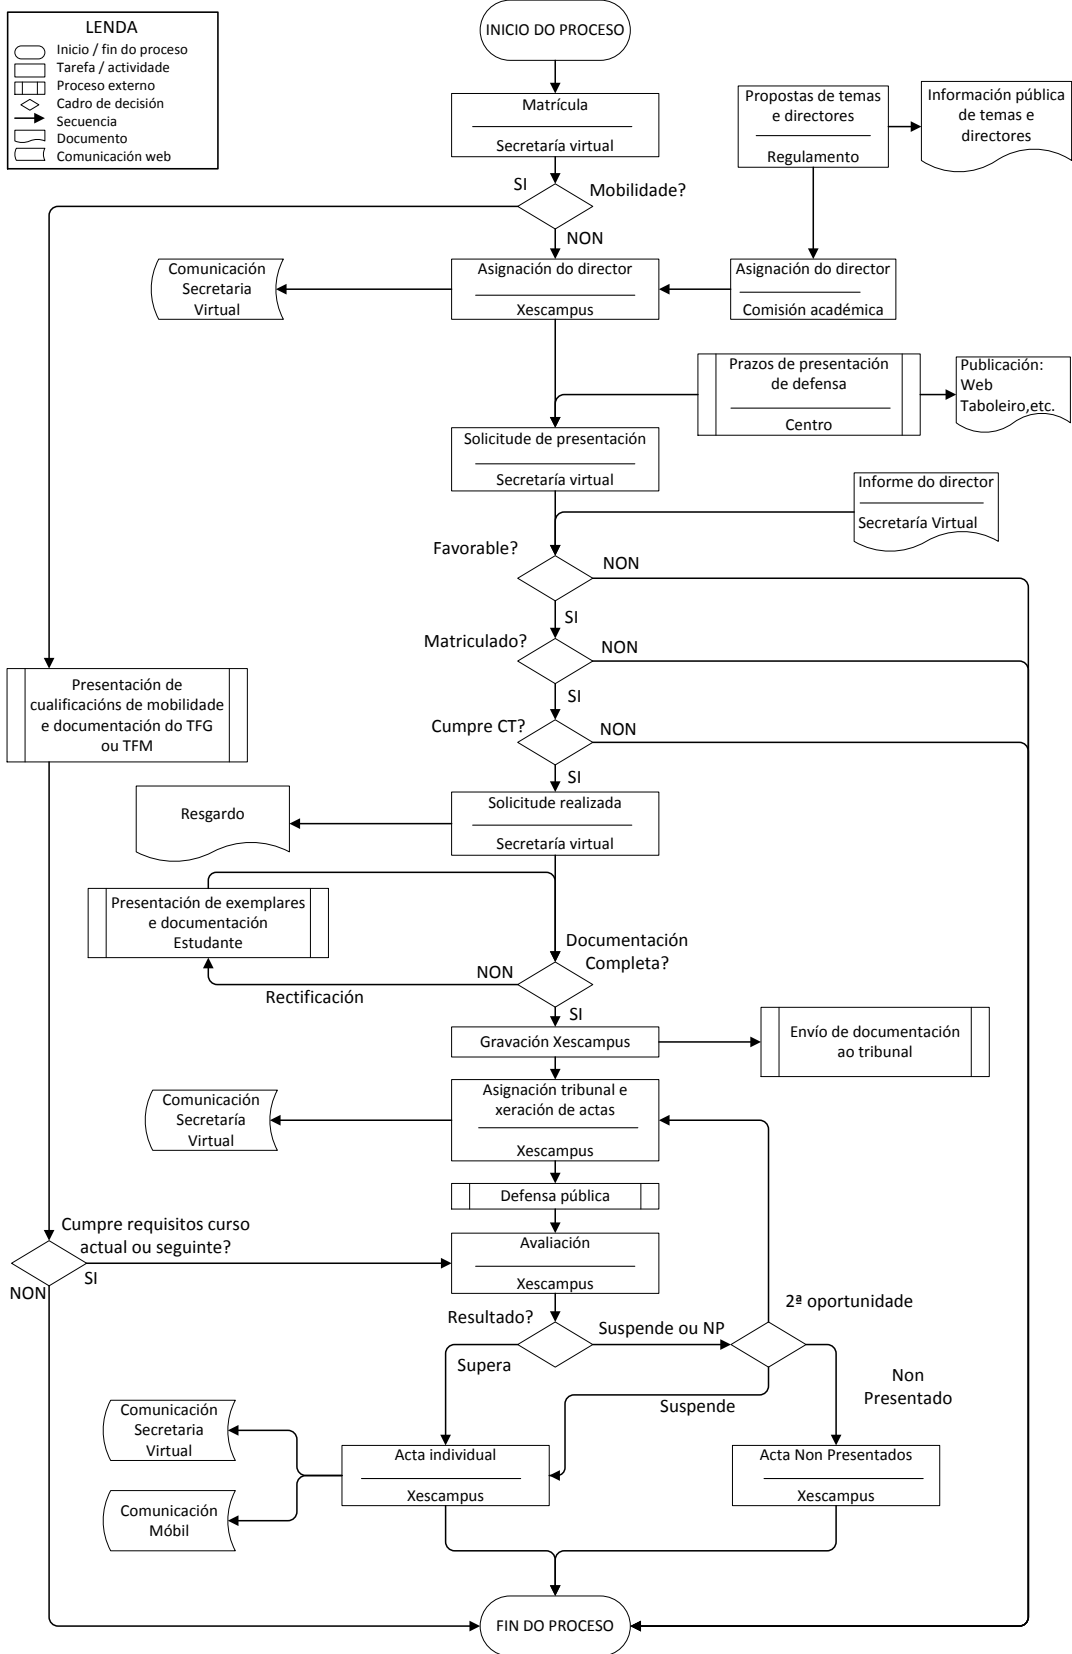 LENDA
Inicio / fin do proceso
Tarefa / actividade
Proceso externo
Cadro de decisión
Secuencia
Documento
Comunicación web
INICIO DO PROCESO
Matrícula
Secretaría virtual
Propostas de temas
e directores
Regulamento
Información pública
de temas e
directores
SI
Mobilidade?
NON
Comunicación
Secretaria
Virtual
Asignación do director
Xescampus
Asignación do director
Comisión académica
Prazos de presentación
de defensa
Centro
Publicación:
Web
Taboleiro,etc.
Solicitude de presentación
Secretaría virtual
Informe do director
Secretaría Virtual
Favorable?
NON
SI
Matriculado?
NON
SI
Presentación de
cualificacións de mobilidade
e documentación do TFG
ou TFM
Cumpre CT?
NON
SI
Solicitude realizada
Secretaría virtual
Resgardo
Presentación de exemplares
e documentación
Estudante
Documentación
Completa?
NON
Rectificación
SI
Gravación Xescampus
Envío de documentación
ao tribunal
Comunicación
Secretaría
Virtual
Asignación tribunal e
xeración de actas
Xescampus
Defensa pública
Cumpre requisitos curso
actual ou seguinte?
NON
SI
Avaliación
Xescampus
Resultado?
Suspende ou NP
2ª oportunidade
Supera
Suspende
Non
Presentado
Comunicación
Secretaria
Virtual
Acta individual
Xescampus
Acta Non Presentados
Xescampus
Comunicación
Móbil
FIN DO PROCESO